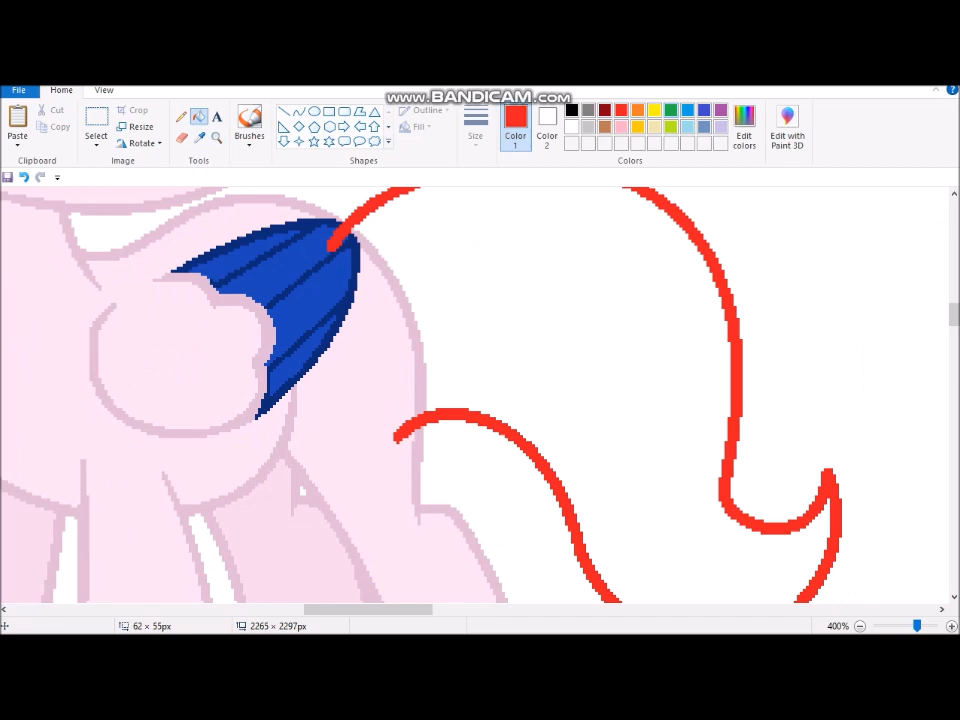 File Home View
www.BANDICAM.com
Cut
Copy
Paste
Clipboard
Crop
Resize
Rotate
Select
Image
A
Tools
Brushes
Outline
Fill
Shapes
Size
Color 1
Color 2
Edit colors
Colors
Edit with Paint 3D
62 × 55px 2265 × 2297px 400%